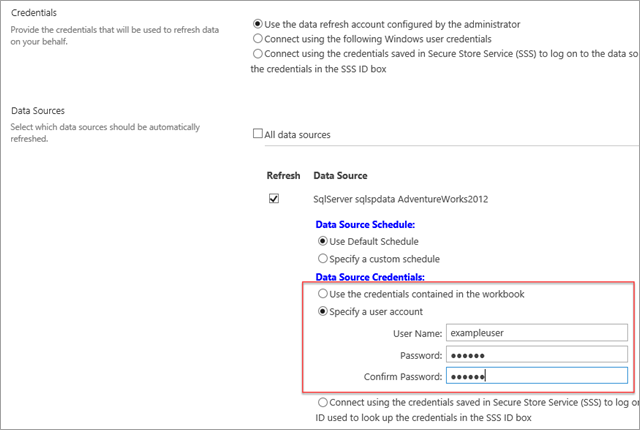 Credentials
Provide the credentials that will be used to refresh data
on your behalf.
Use the data refresh account configured by the administrator
Connect using the following Windows user credentials
Connect using the credentials saved in Secure Store Service (SSS) to log on to the data so
the credentials in the SSS ID box
Data Sources
Select which data sources should be automatically
refreshed.
All data sources
Refresh Data Source
SqlServer sqlspdata AdventureWorks2012
Data Source Schedule:
Use Default Schedule
Specify a custom schedule
Data Source Credentials:
Use the credentials contained in the workbook
Specify a user account
User Name: exampleuser
Password: ●●●●●●
Confirm Password: ●●●●●●
Connect using the credentials saved in Secure Store Service (SSS) to log o
ID used to look up the credentials in the SSS ID box